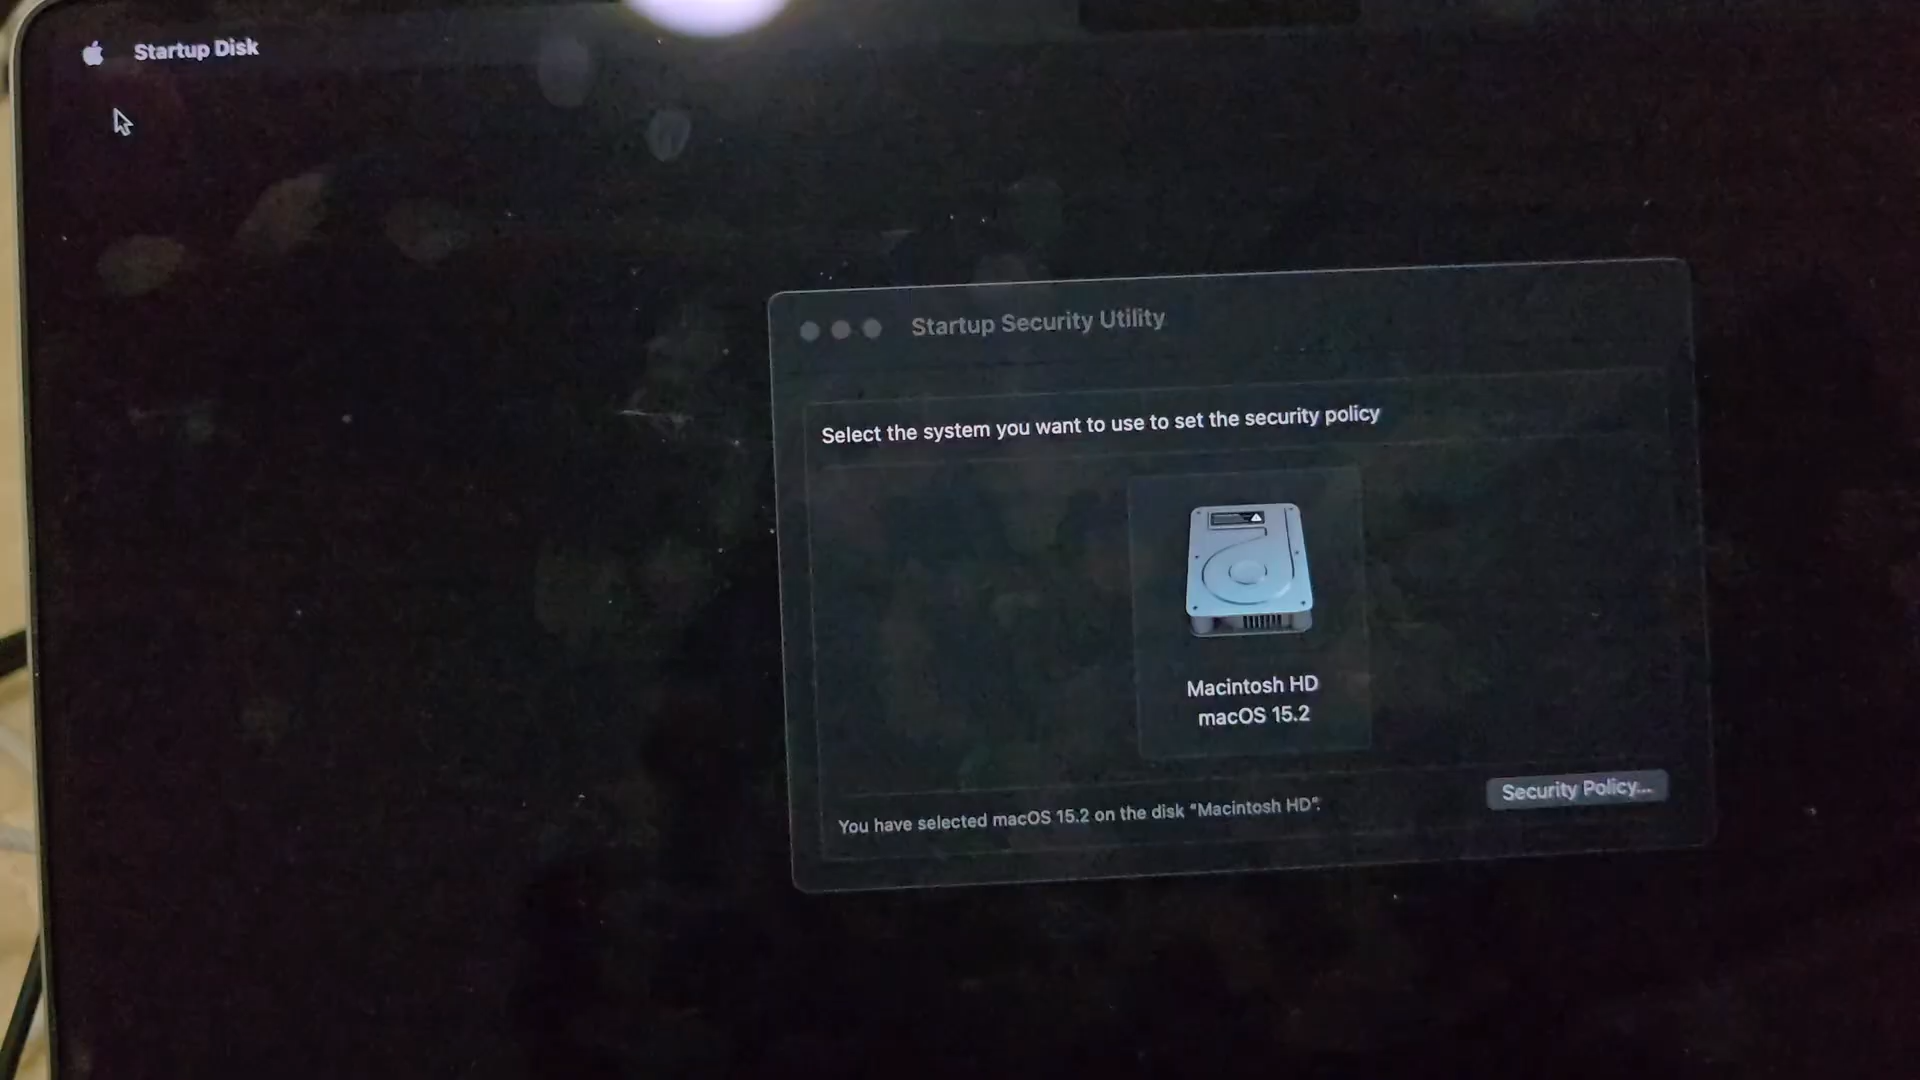 Startup Disk
Startup Security Utility
Select the system you want to use to set the security policy
Macintosh HD
macOS 15.2
You have selected macOS 15.2 on the disk “Macintosh HD”.
Security Policy...